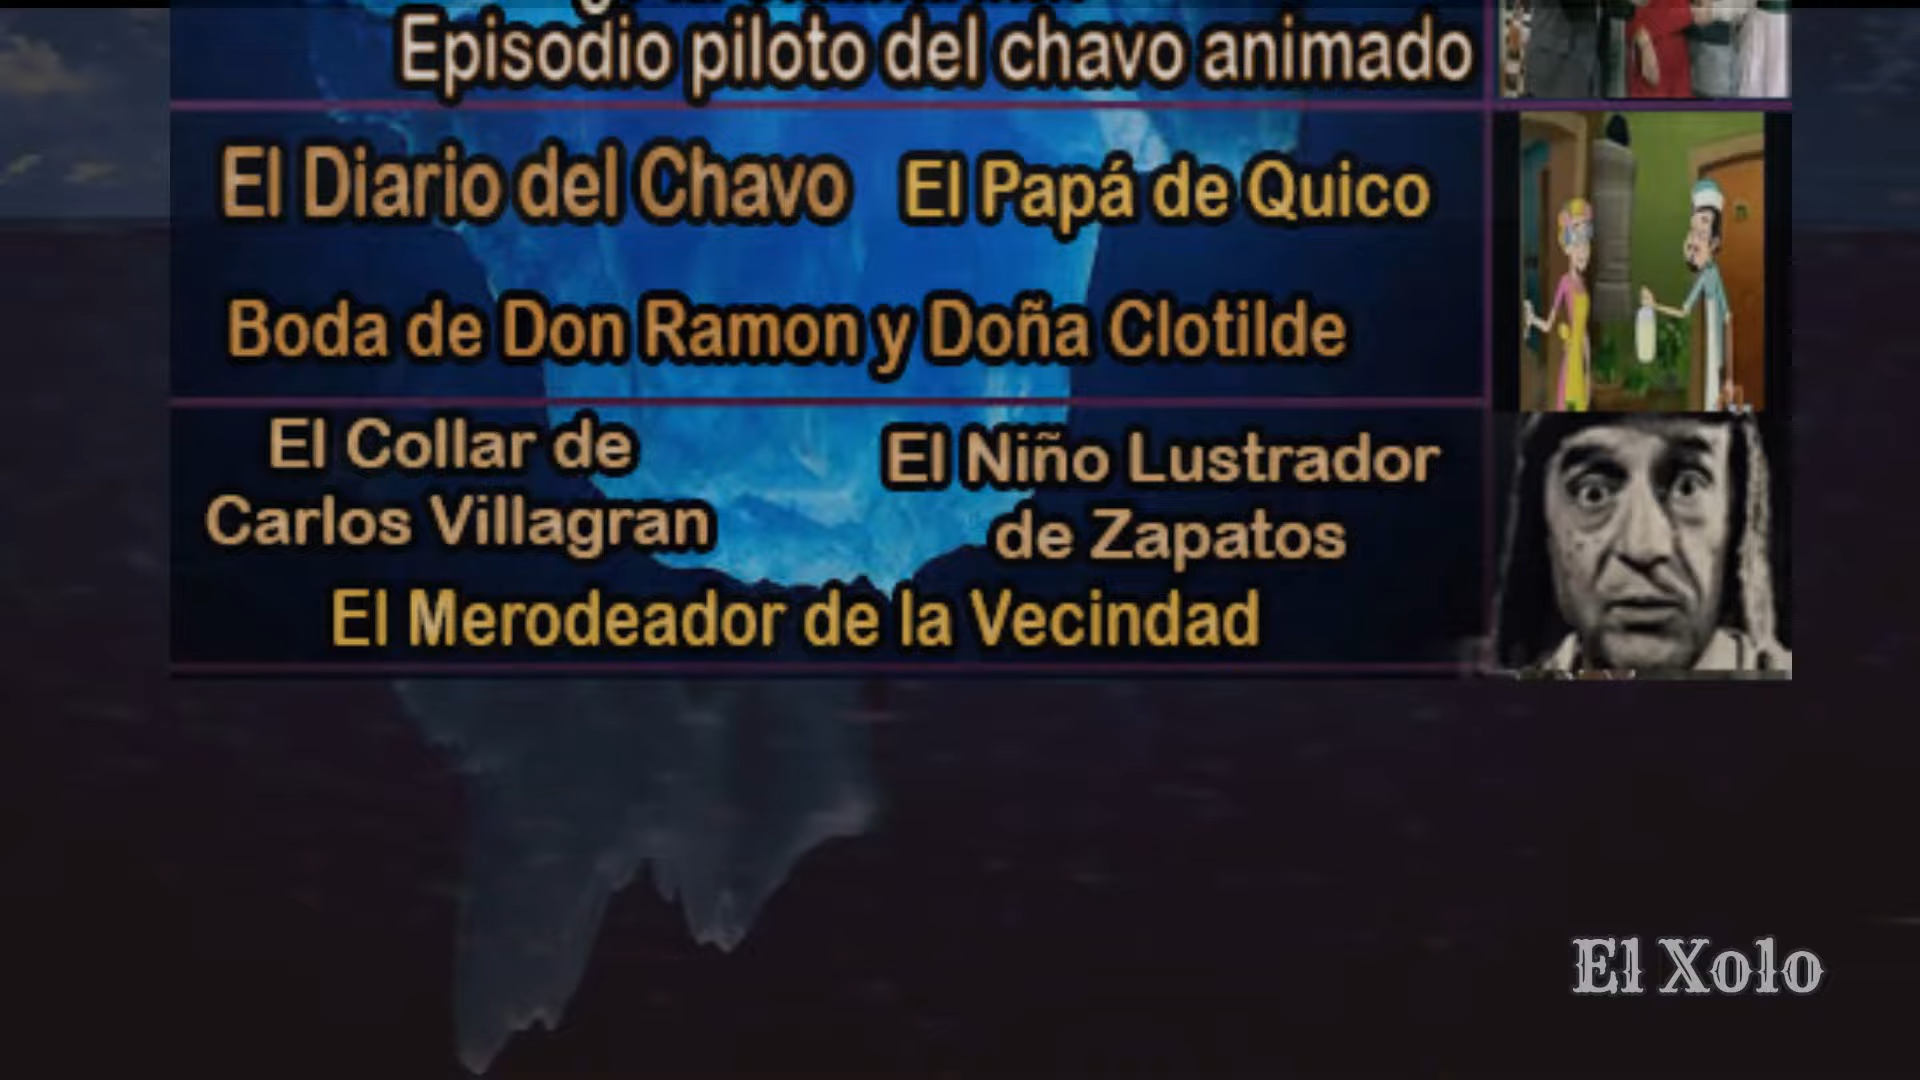 Episodio piloto del chavo animado
El Diario del Chavo
El Papá de Quico
Boda de Don Ramon y Doña Clotilde
El Collar de
Carlos Villagran
El Niño Lustrador
de Zapatos
El Merodeador de la Vecindad
El Xolo